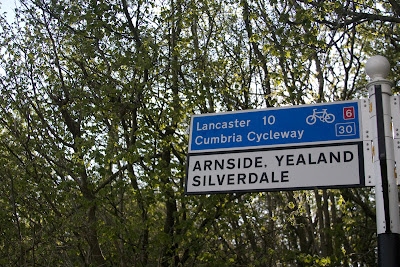 Lancaster 10 6
Cumbria Cycleway 30
ARNSIDE, YEALAND
SILVERDALE